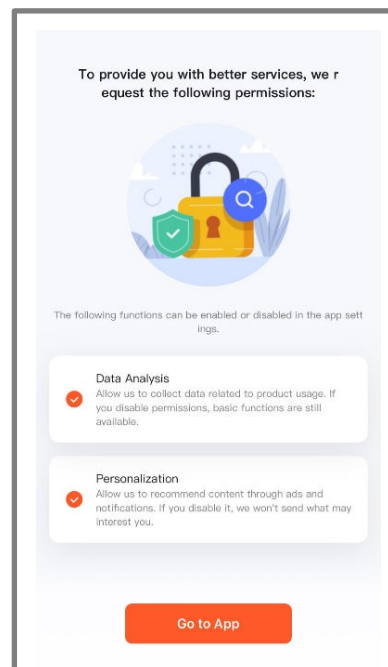 To provide you with better services, we r
equest the following permissions:
The following functions can be enabled or disabled in the app sett
ings.
Data Analysis
Allow us to collect data related to product usage. If
you disable permissions, basic functions are still
available.
Personalization
Allow us to recommend content through ads and
notifications. If you disable it, we won't send what may
interest you.
Go to App